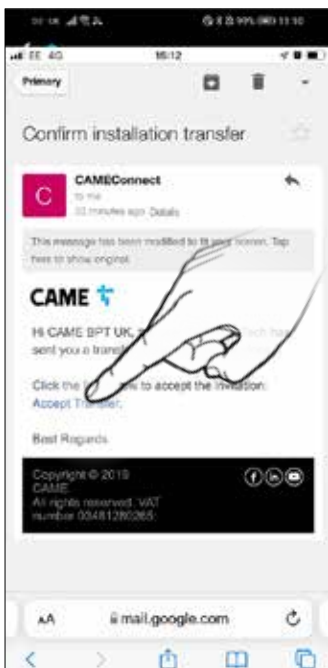 11:10
EE 4G
16:12
Primary
Confirm installation transfer
C
CAMEConnect
to me
Details
This message has been modified to fit your screen. Tap
here to show original.
CAME
Hi CAME BPT UK, has
sent you a
Click the to accept the invitation:
Accept Transfer.
Best Regards
Copyright © 2019
CAME
All rights reserved. VAT
number 03481280265
AA mail.google.com